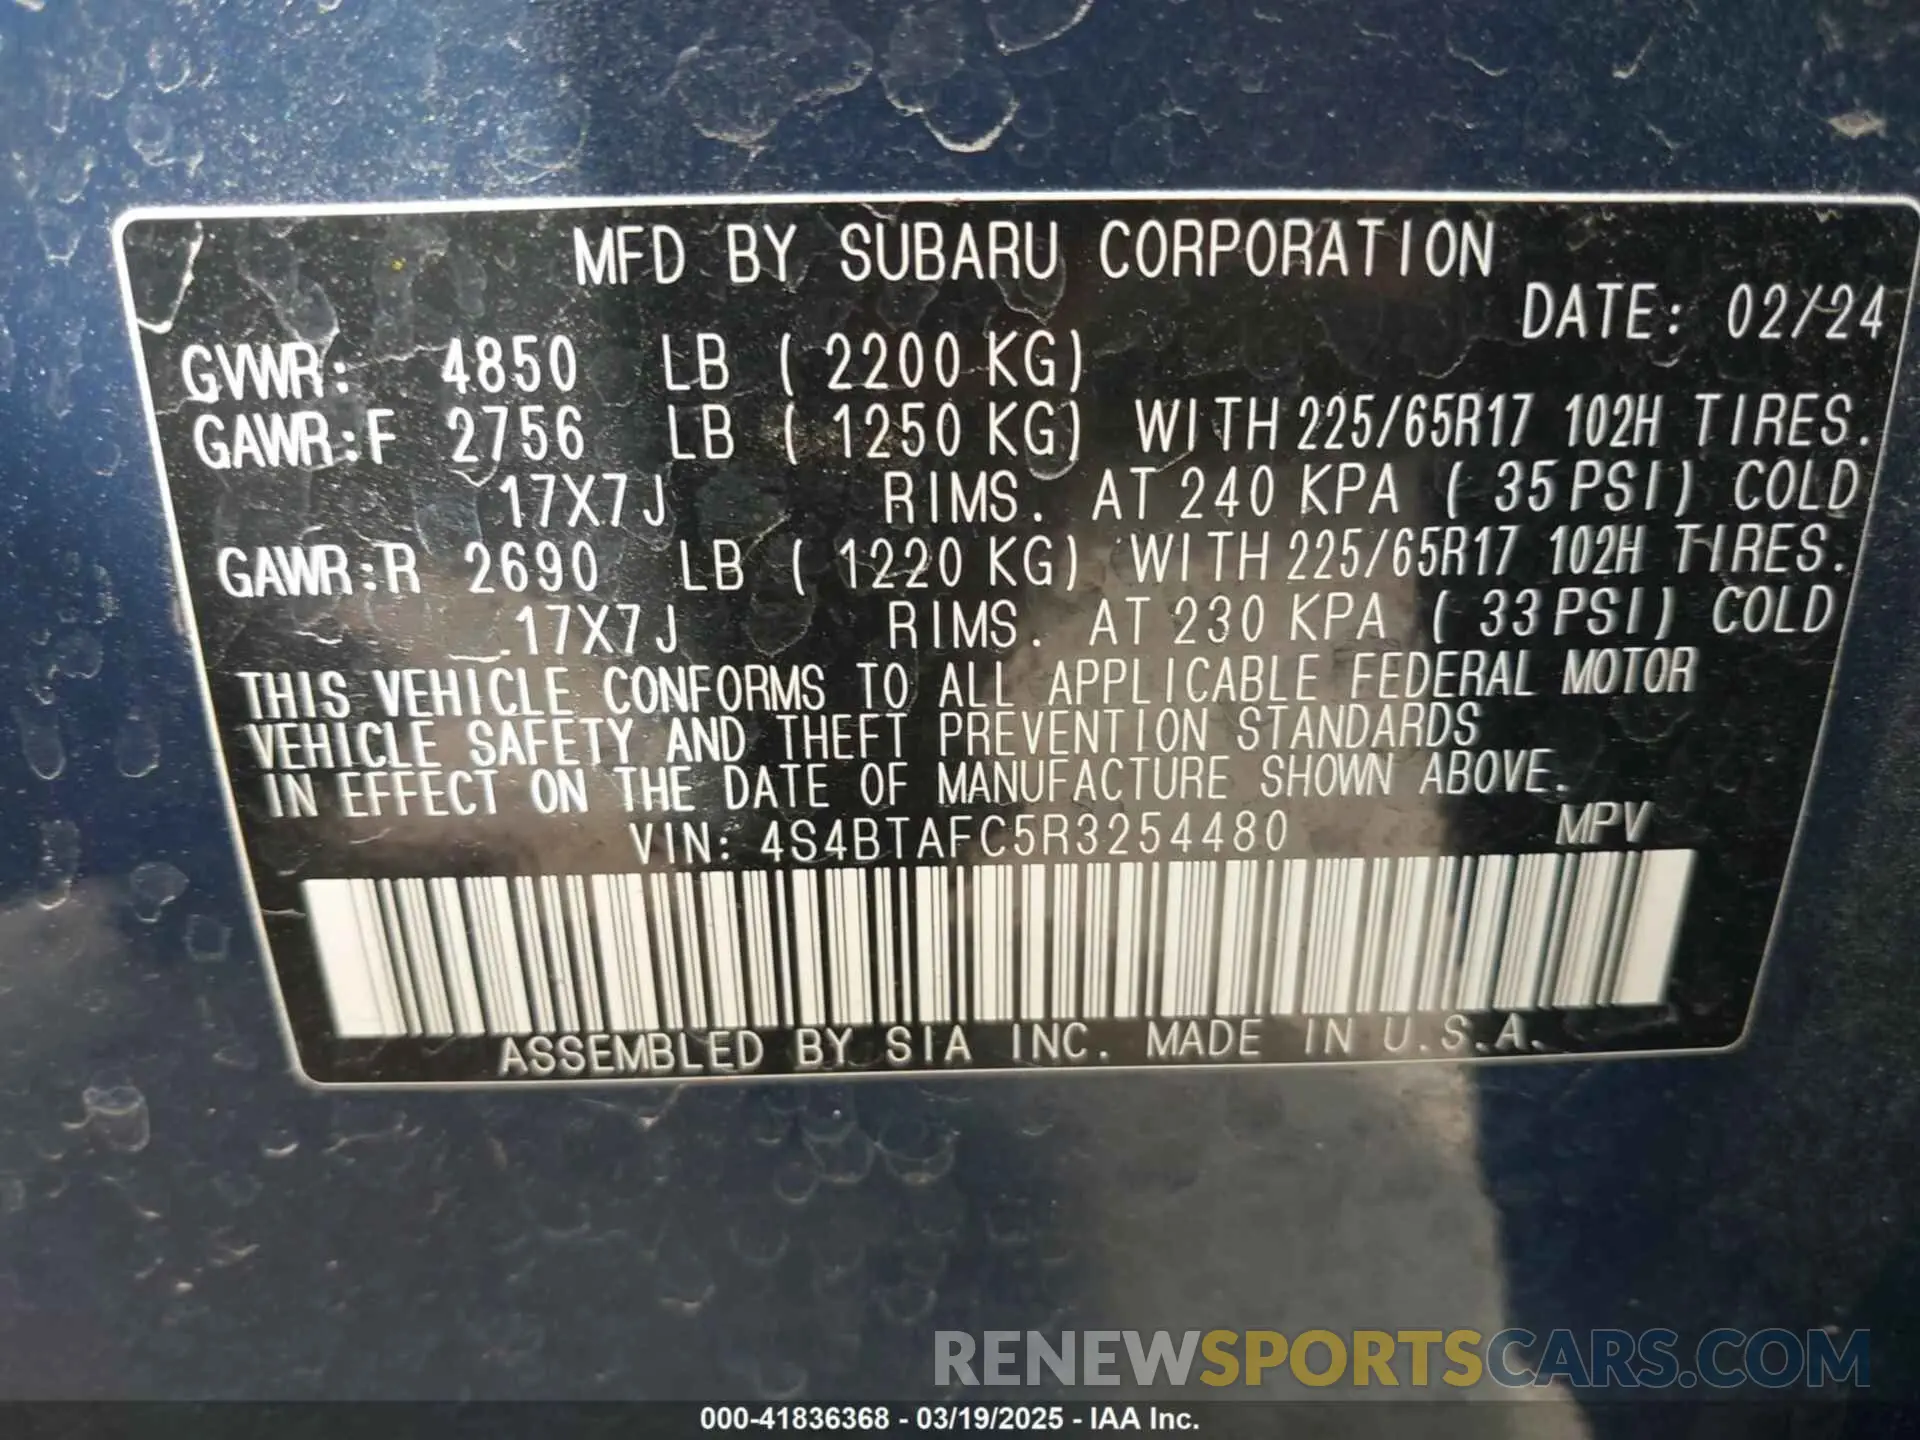 MFD BY SUBARU CORPORATION
DATE: 02/24
GVWR: 4850 LB ( 2200 KG)
GAWR:F 2756 LB ( 1250 KG) WITH 225/65R17 102H TIRES.
17X7J RIMS. AT 240 KPA ( 35 PSI) COLD
GAWR:R 2690 LB ( 1220 KG) WITH 225/65R17 102H TIRES.
17X7J RIMS. AT 230 KPA ( 33 PSI) COLD
THIS VEHICLE CONFORMS TO ALL APPLICABLE FEDERAL MOTOR
VEHICLE SAFETY AND THEFT PREVENTION STANDARDS
IN EFFECT ON THE DATE OF MANUFACTURE SHOWN ABOVE.
VIN: 4S4BTAFC5R3254480 MPV
ASSEMBLED BY SIA INC. MADE IN U.S.A.
RENEWSPORTSCARS.COM
000-41836368 - 03/19/2025 - IAA Inc.